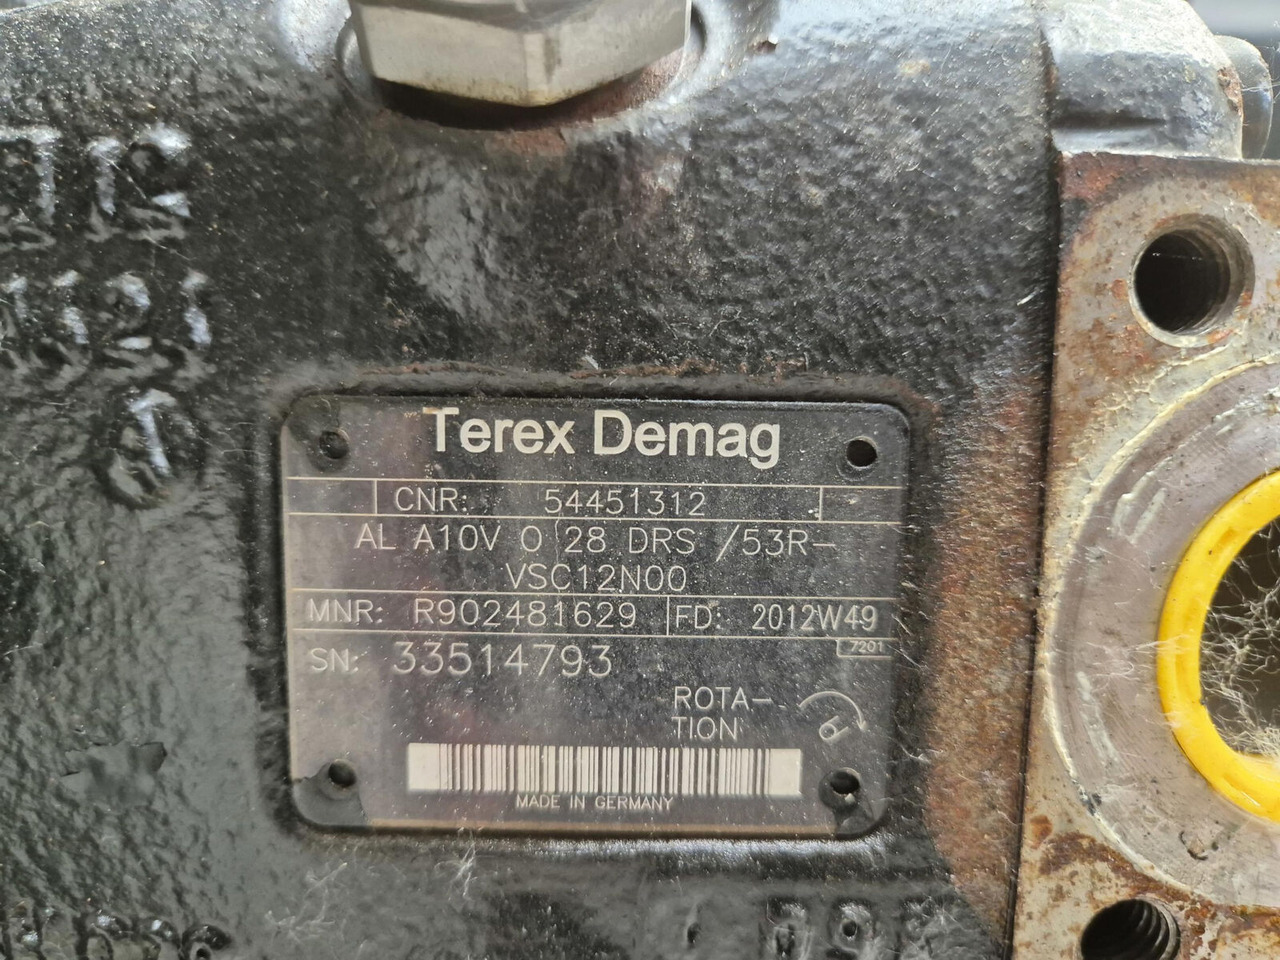 Terex Demag
CNR: 54451312
AL A10V O 28 DRS /53R-
VSC12N00
MNR: R902481629 FD: 2012W49
7201
SN: 33514793
ROTA-
TION
MADE IN GERMANY